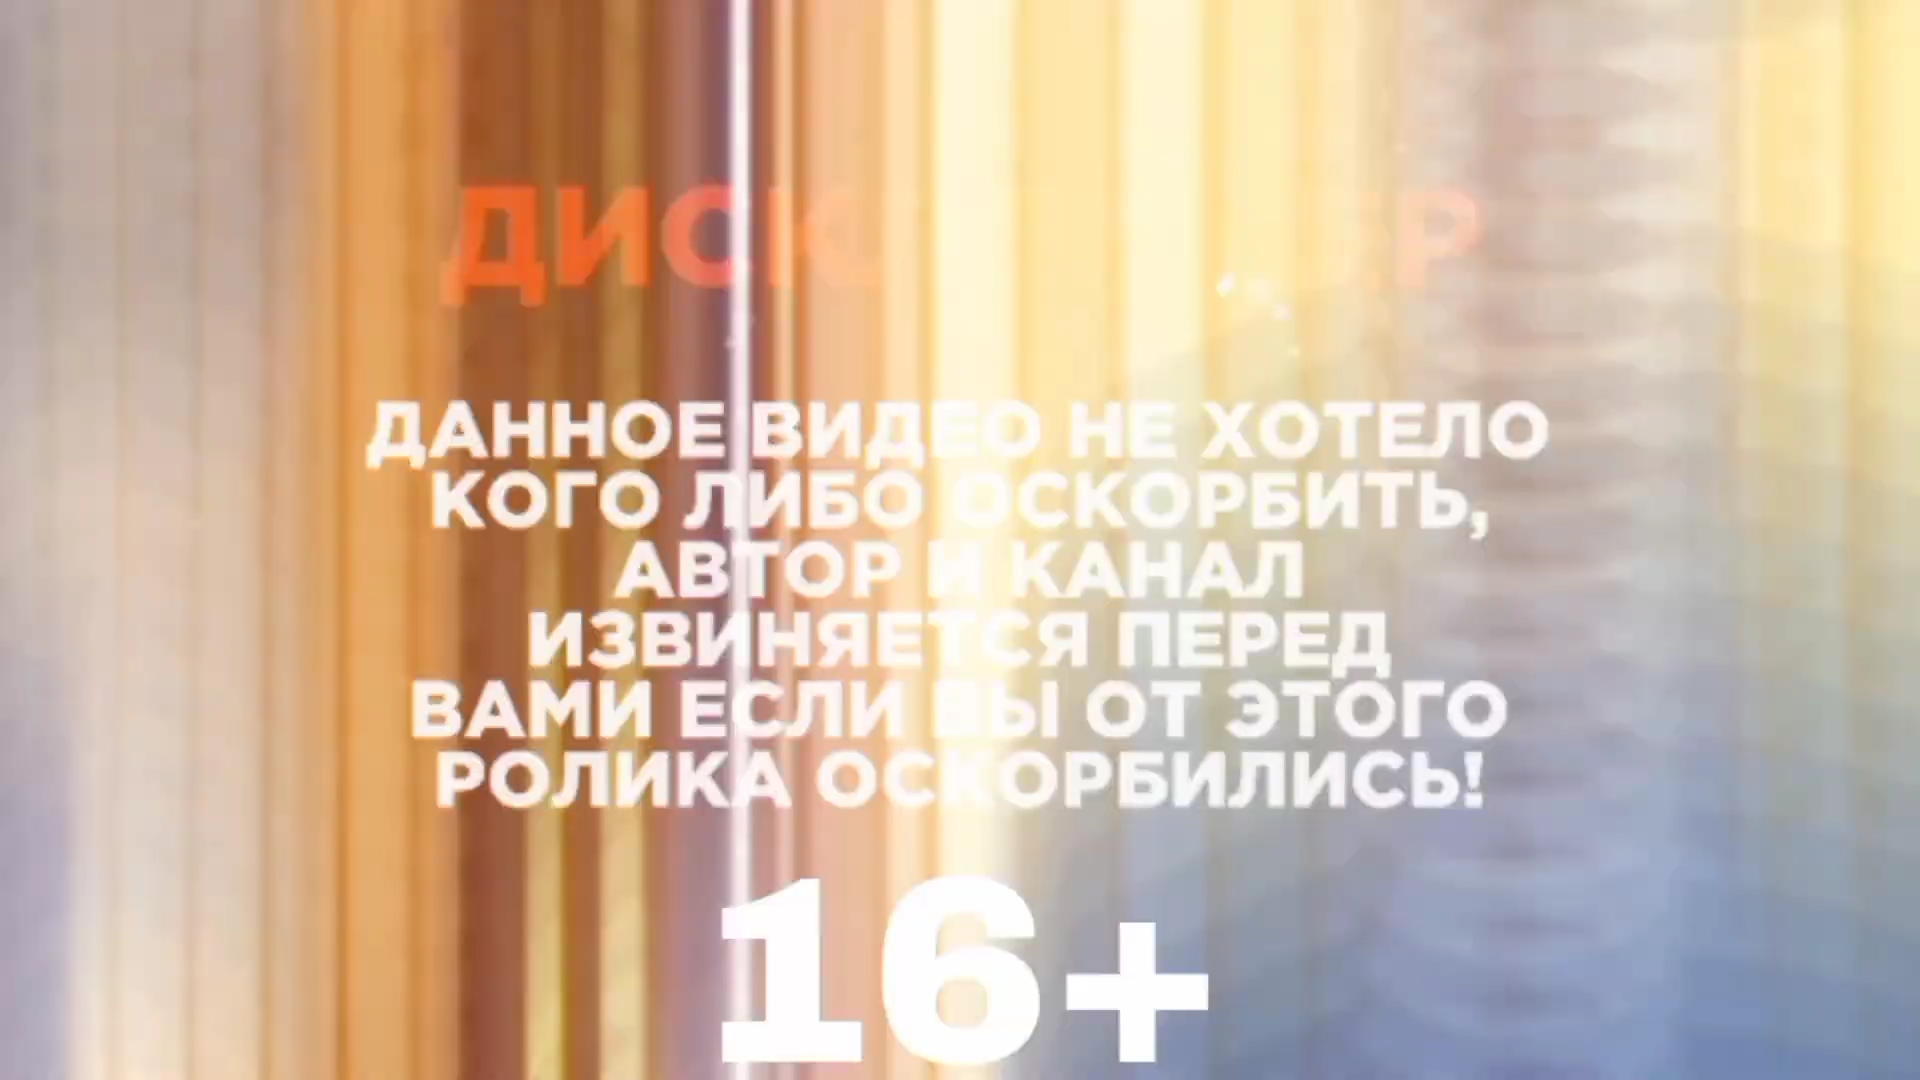 ДАННОЕ ВИДЕО НЕ ХОТЕЛО
КОГО ЛИБО ОСКОРБИТЬ,
АВТОР И КАНАЛ
ИЗВИНЯЕТСЯ ПЕРЕД
ВАМИ ЕСЛИ ВЫ ОТ ЭТОГО
РОЛИКА ОСКОРБИЛИСЬ!
16+